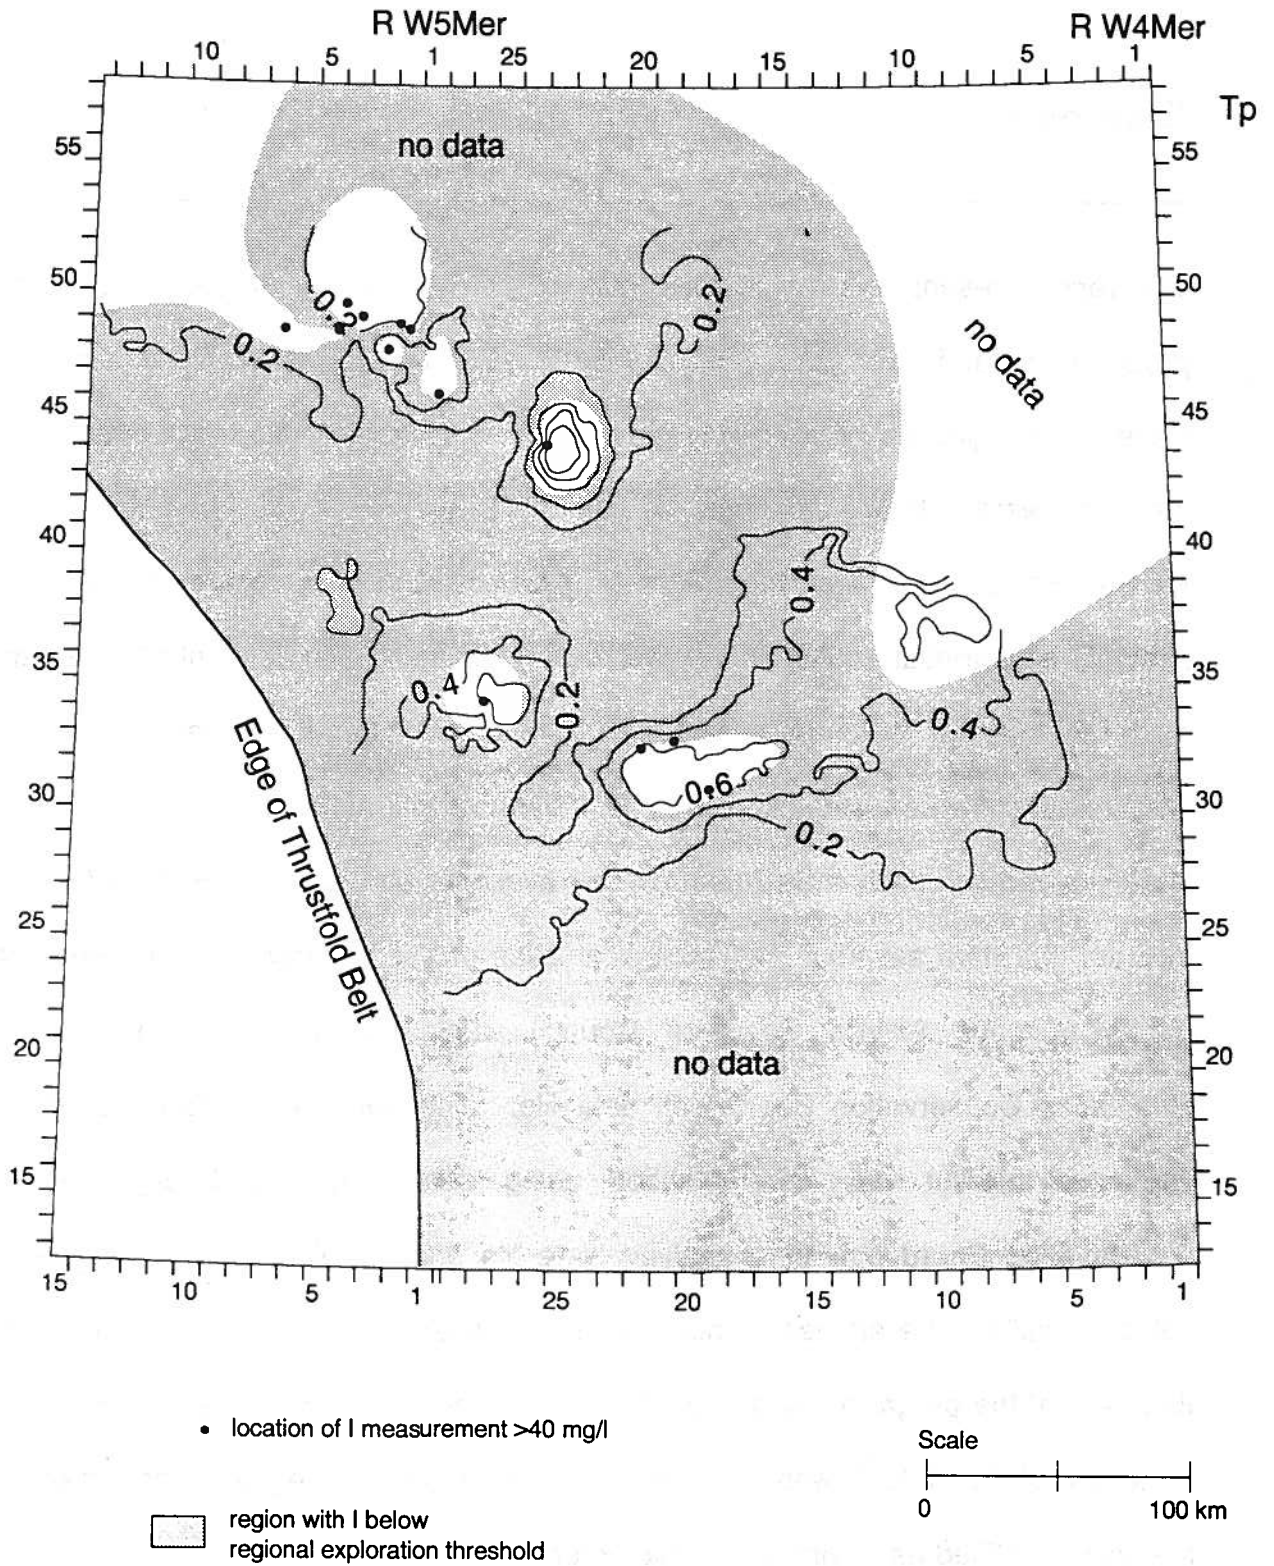 R W5Mer
R W4Mer
10 5 1 25 20 15 10 5 1
Tp
55
no data
55
50
50
0.2
0.2
0.2
no data
45
45
40
40
0.4
35
35
0.4
0.2
0.4
Edge of Thrustfold Belt
30
0.6
30
0.2
25
25
20
no data
20
15
15
15 10 5 1 25 20 15 10 5 1
location of I measurement >40 mg/l
Scale
0 100 km
region with I below
regional exploration threshold